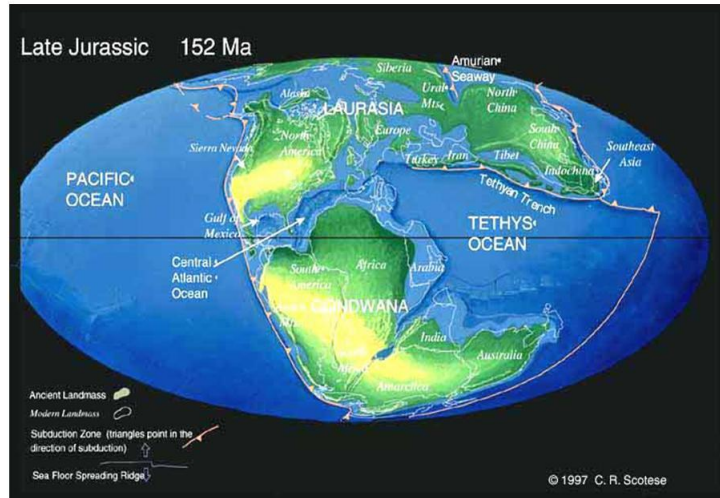 Late Jurassic 152 Ma
Amurian
Seaway
Siberia
Ural
Mts.
North
China
Alaska
LAURASIA
Europe
North
America
South
China
Southeast
Asia
Sierra Nevada
Turkey
Iran
Tibet
Indochina
PACIFIC
OCEAN
Tethyan Trench
Gulf of
Mexico
TETHYS
OCEAN
Central
Atlantic
Ocean
South
America
Africa
Arabia
GONDWANA
India
Australia
Antarctica
Ancient Landmass
Modern Landmass
Subduction Zone (triangles point in the
direction of subduction)
Sea Floor Spreading Ridge
© 1997 C. R. Scotese